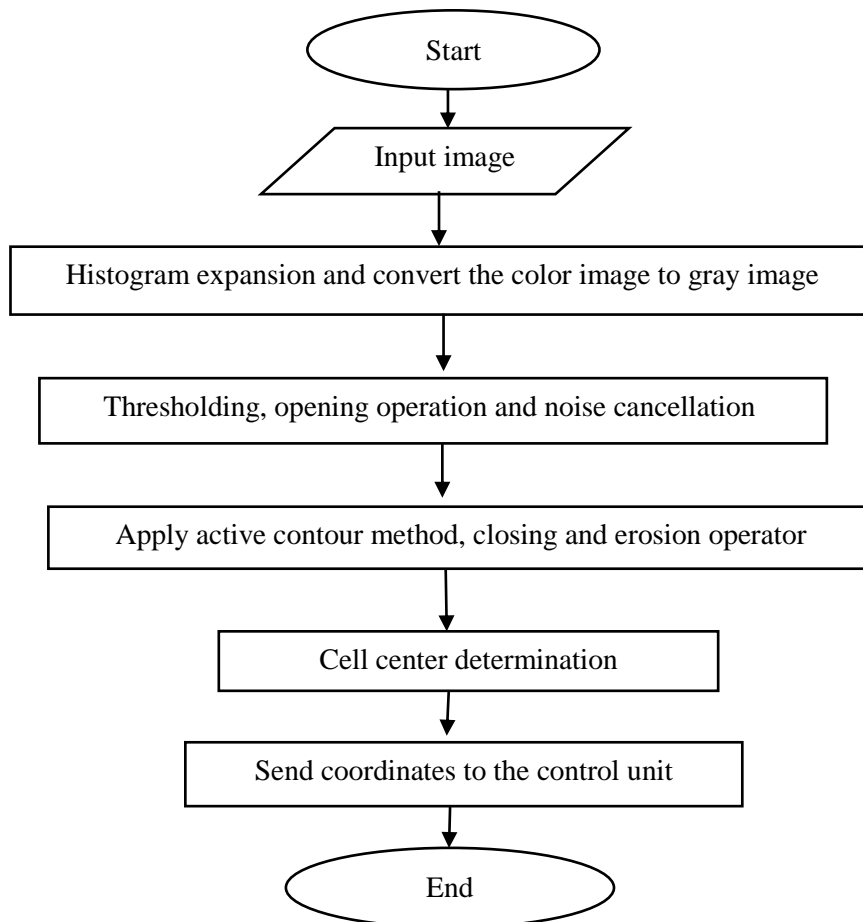 Start
Input image
Histogram expansion and convert the color image to gray image
Thresholding, opening operation and noise cancellation
Apply active contour method, closing and erosion operator
Cell center determination
Send coordinates to the control unit
End